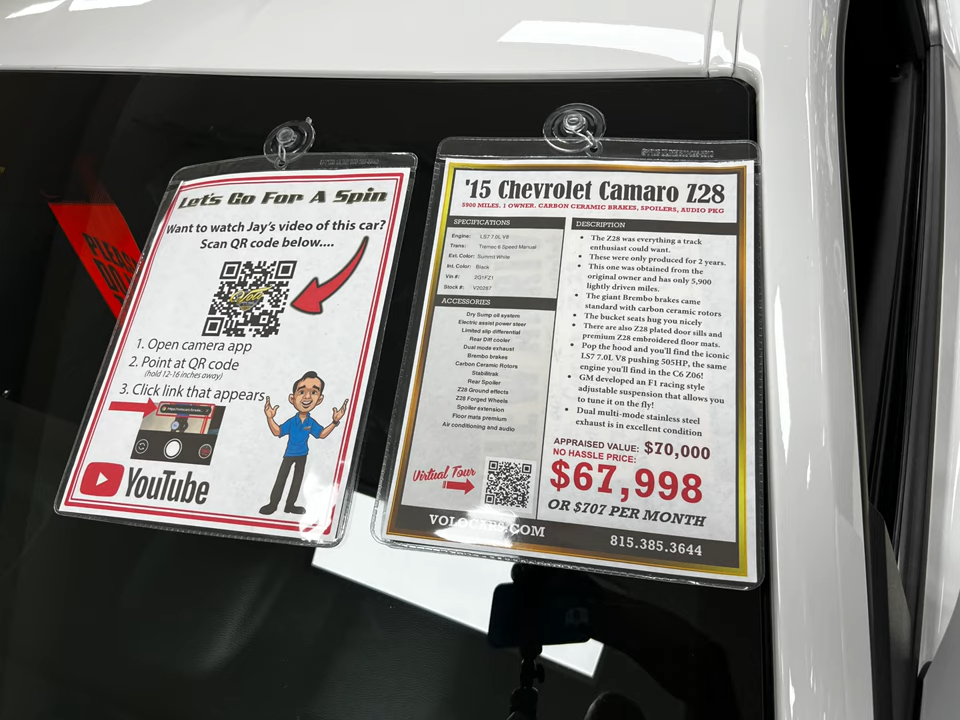 PLEASE
DO NOT
Let's Go For A Spin
Want to watch Jay's video of this car?
Scan QR code below....
Volo
1. Open camera app
2. Point at QR code
(hold 12-16 inches away)
3. Click link that appears
YouTube
'15 Chevrolet Camaro Z28
5900 MILES, 1 OWNER, CARBON CERAMIC BRAKES, SPOILERS, AUDIO PKG
SPECIFICATIONS
Engine: LS7 7.0L V8
Trans: Tremec 6 Speed Manual
Ext. Color: Summit White
Int. Color: Black
Vin #: 2G1FZ1
Stock #: V20287
ACCESSORIES
Dry Sump oil system
Electric assist power steer
Limited slip differential
Rear Diff cooler
Dual mode exhaust
Brembo brakes
Carbon Ceramic Rotors
Stabilitrak
Rear Spoiler
Z28 Ground effects
Z28 Forged Wheels
Spoiler extension
Floor mats premium
Air conditioning and audio
Virtual Tour
DESCRIPTION
• The Z28 was everything a track
enthusiast could want.
• These were only produced for 2 years.
• This one was obtained from the
original owner and has only 5,900
lightly driven miles.
• The giant Brembo brakes came
standard with carbon ceramic rotors
• The bucket seats hug you nicely
• There are also Z28 plated door sills and
premium Z28 embroidered floor mats.
• Pop the hood and you'll find the iconic
LS7 7.0L V8 pushing 505HP, the same
engine you'll find in the C6 Z06!
• GM developed an F1 racing style
adjustable suspension that allows you
to tune it on the fly!
• Dual multi-mode stainless steel
exhaust is in excellent condition
APPRAISED VALUE: $70,000
NO HASSLE PRICE:
$67,998
OR $707 PER MONTH
VOLOCARS.COM
815.385.3644